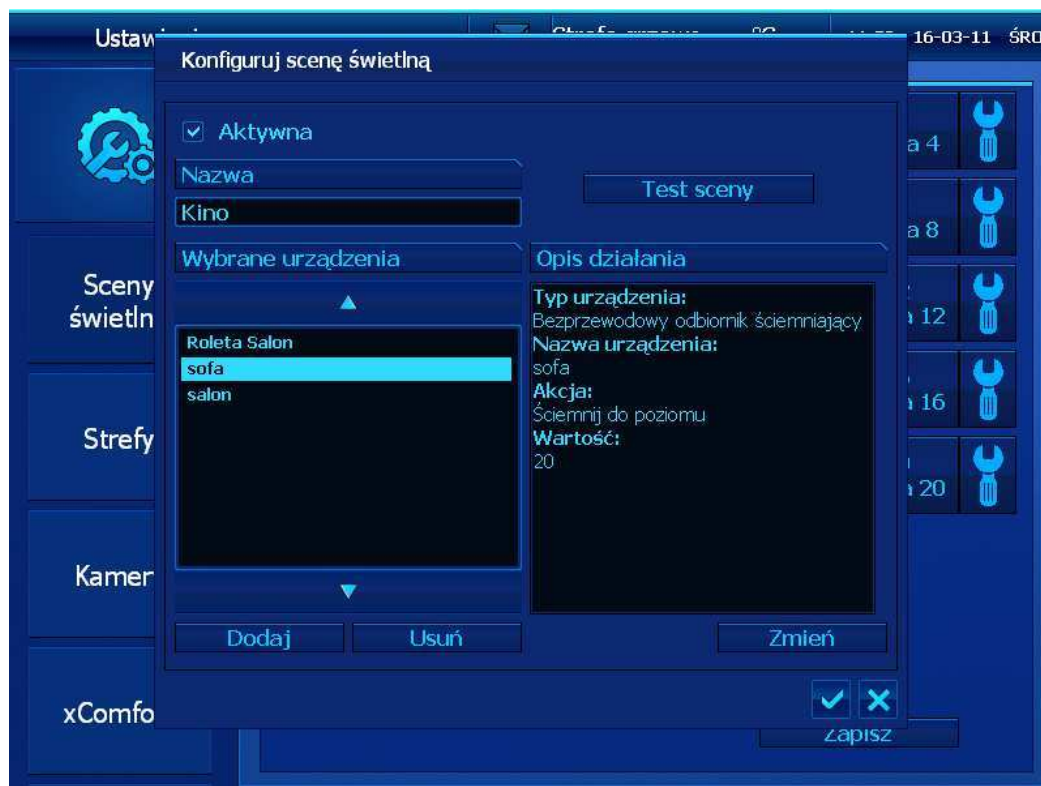 16-03-11 ŚRO
Konfiguruj scenę świetlną
Aktywna
Nazwa
Test sceny
Kino
Wybrane urządzenia
Opis działania
Roleta Salon
sofa
salon
Typ urządzenia:
Bezprzewodowy odbiornik ściemniający
Nazwa urządzenia:
sofa
Akcja:
Ściemnij do poziomu
Wartość:
20
Dodaj
Usuń
Zmień
Sceny
świetln
Strefy
Kamer
xComfo
a 4
a 8
12
16
20
Zapisz